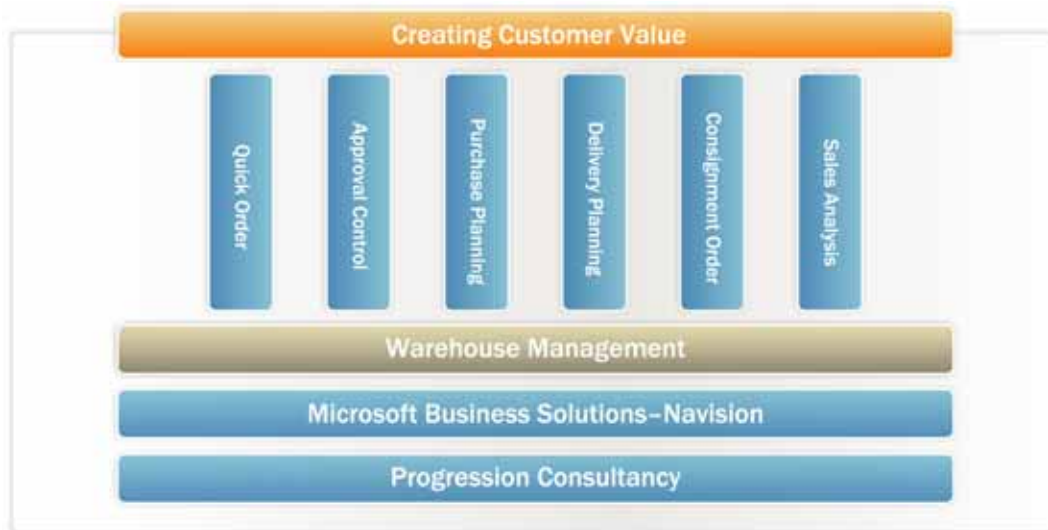 Creating Customer Value
Quick Order
Approval Control
Purchase Planning
Delivery Planning
Consignment Order
Sales Analysis
Warehouse Management
Microsoft Business Solutions–Navision
Progression Consultancy